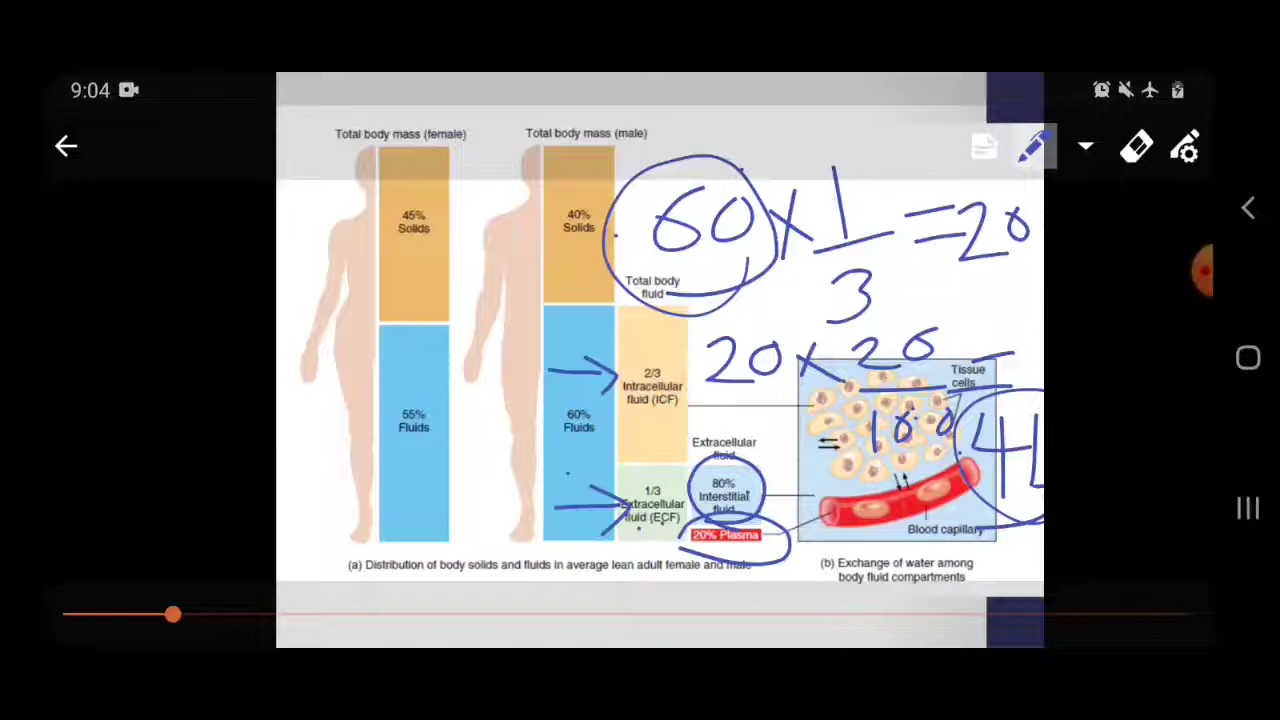 9:04
Total body mass (female)
Total body mass (male)
45%
Solids
40%
Solids
60 × 1/3 = 20
Total body
fluid
20 × 20/100 =
4L
Tissue
cells
2/3
Intracellular
fluid (ICF)
55%
Fluids
60%
Fluids
Extracellular
fluid
80%
Interstitial
fluid
1/3
Extracellular
fluid (ECF)
20% Plasma
Blood capillary
(a) Distribution of body solids and fluids in average lean adult female and male
(b) Exchange of water among
body fluid compartments